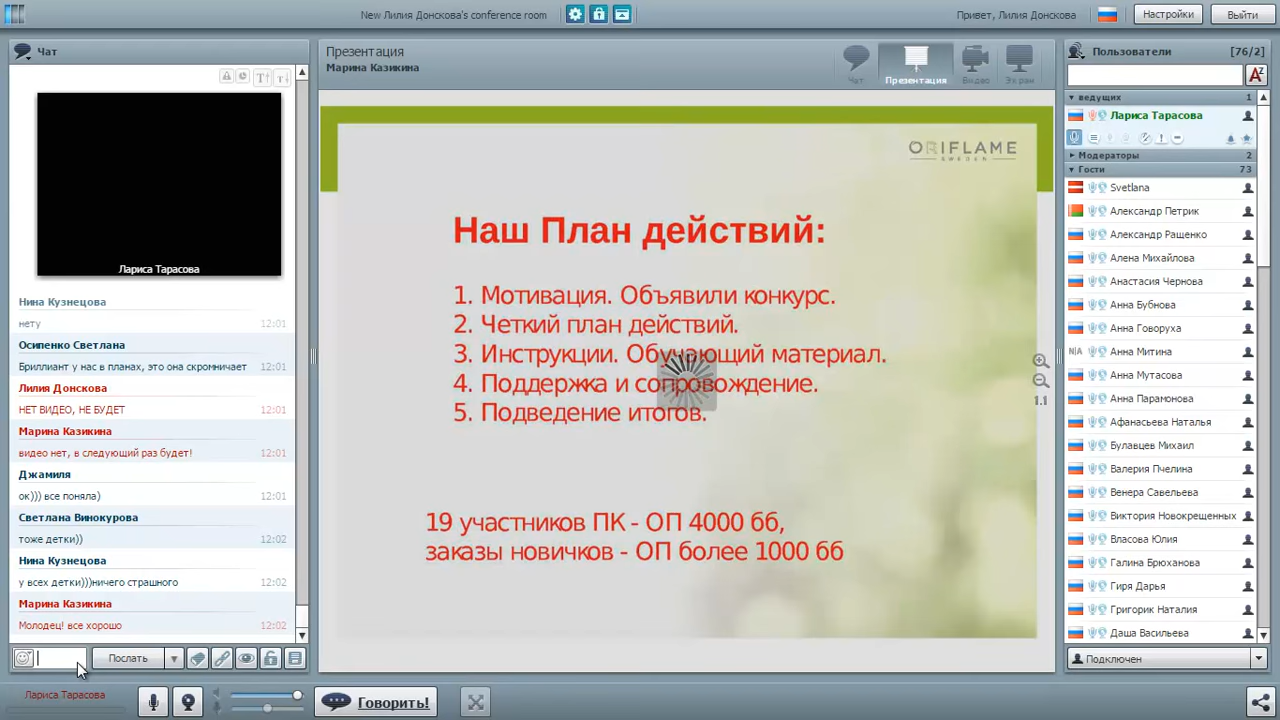 New Лилия Донскова's conference room
Привет, Лилия Донскова
Настройки
Выйти
Чат
Лариса Тарасова
Нина Кузнецова
нету 12:01
Осипенко Светлана
Бриллиант у нас в планах, это она скромничает
Лилия Донскова
НЕТ ВИДЕО, НЕ БУДЕТ 12:01
Марина Казикина
видео нет, в следующий раз будет! 12:01
Джамиля
ок))) все поняла) 12:01
Светлана Винокурова
тоже детки)) 12:02
Нина Кузнецова
у всех детки)))ничего страшного 12:02
Марина Казикина
Молодец! все хорошо 12:02
Послать
Лариса Тарасова
Говорить!
Презентация
Марина Казикина
Чат
Презентация
Видео
Экран
ORIFLAME
SWEDEN
Наш План действий:
1. Мотивация. Объявили конкурс.
2. Четкий план действий.
3. Инструкции. Обучающий материал.
4. Поддержка и сопровождение.
5. Подведение итогов.
19 участников ПК - ОП 4000 бб,
заказы новичков - ОП более 1000 бб
1.1
Пользователи [76/2]
ведущих 1
Лариса Тарасова
Модераторы 2
Гости 73
Svetlana
Александр Петрик
Александр Ращенко
Алена Михайлова
Анастасия Чернова
Анна Бубнова
Анна Говоруха
N|A Анна Митина
Анна Мутасова
Анна Парамонова
Афанасьева Наталья
Булавцев Михаил
Валерия Пчелина
Венера Савельева
Виктория Новокрещенных
Власова Юлия
Галина Брюханова
Гиря Дарья
Григорик Наталия
Даша Васильева
Подключен